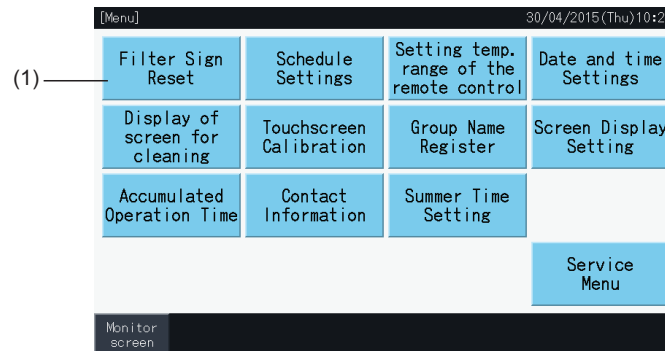 [Menu]
30/04/2015(Thu)10:2
Filter Sign
Reset
Schedule
Settings
Setting temp.
range of the
remote control
Date and time
Settings
(1)
Display of
screen for
cleaning
Touchscreen
Calibration
Group Name
Register
Screen Display
Setting
Accumulated
Operation Time
Contact
Information
Summer Time
Setting
Service
Menu
Monitor
screen